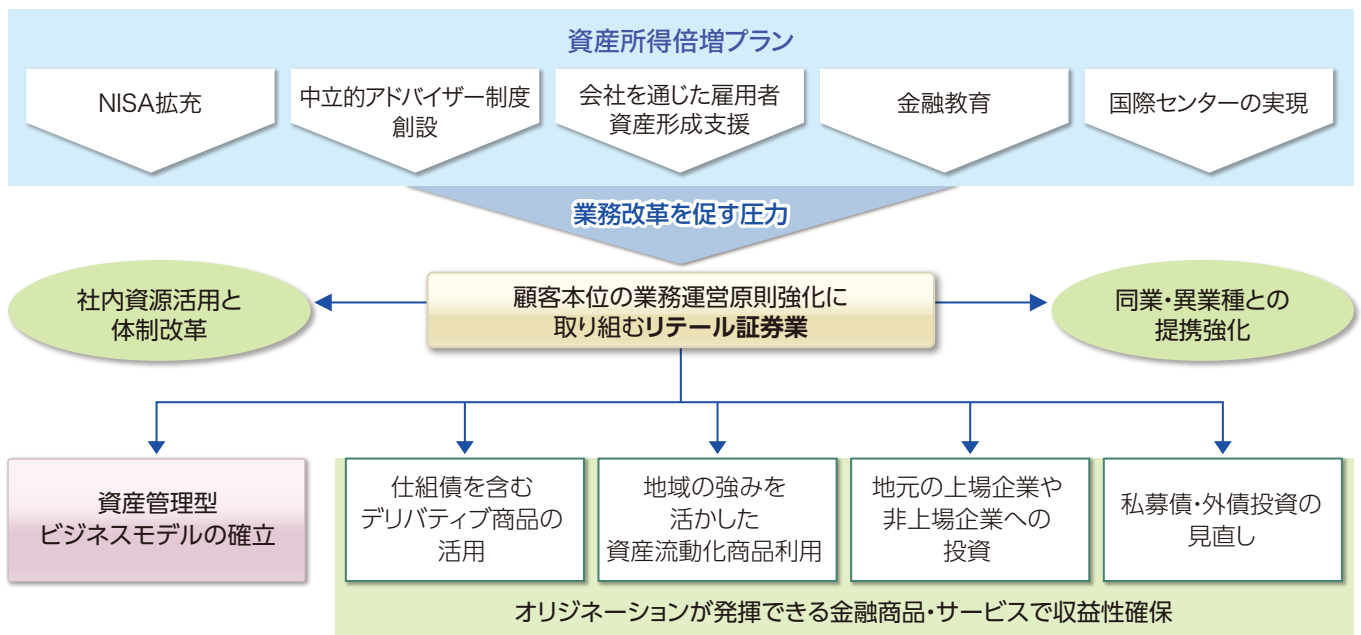 資産所得倍増プラン
NISA拡充
中立的アドバイザー制度
創設
会社を通じた雇用者
資産形成支援
金融教育
国際センターの実現
業務改革を促す圧力
社内資源活用と
体制改革
顧客本位の業務運営原則強化に
取り組むリテール証券業
同業・異業種との
提携強化
資産管理型
ビジネスモデルの確立
仕組債を含む
デリバティブ商品の
活用
地域の強みを
活かした
資産流動化商品利用
地元の上場企業や
非上場企業への
投資
私募債・外債投資の
見直し
オリジネーションが発揮できる金融商品・サービスで収益性確保